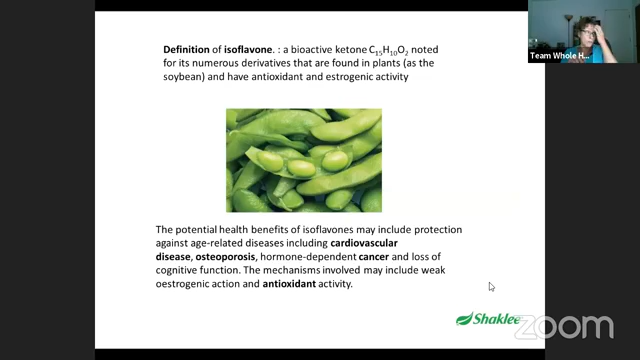 Definition of isoflavone. : a bioactive ketone C15H10O2 noted
for its numerous derivatives that are found in plants (as the
soybean) and have antioxidant and estrogenic activity
Team Whole H...
The potential health benefits of isoflavones may include protection
against age-related diseases including cardiovascular
disease, osteoporosis, hormone-dependent cancer and loss of
cognitive function. The mechanisms involved may include weak
oestrogenic action and antioxidant activity.
Shaklee
zoom